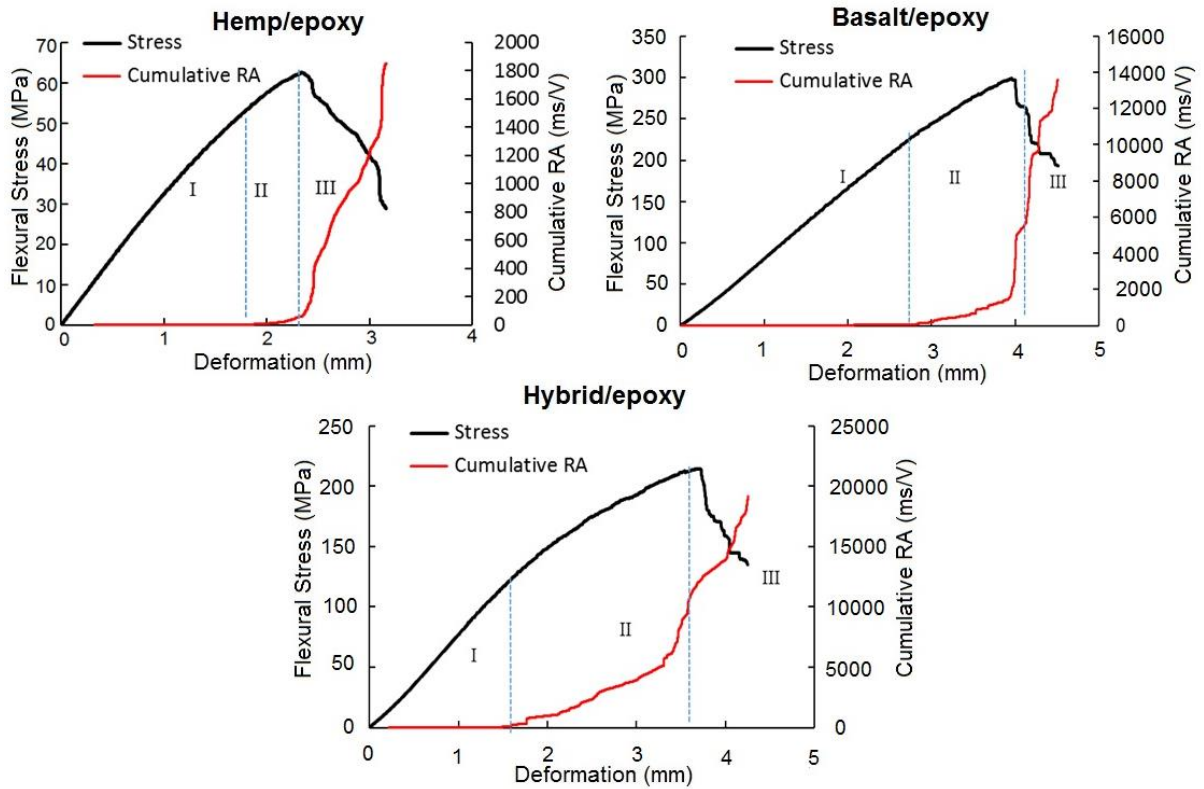 Hemp/epoxy
Stress
Cumulative RA
Flexural Stress (MPa)
70
60
50
40
30
20
10
0
I
II
III
2000
1800
1600
1400
1200
1000
800
600
400
200
0
Cumulative RA (ms/V)
0 1 2 3 4
Deformation (mm)
Basalt/epoxy
Stress
Cumulative RA
Flexural Stress (MPa)
350
300
250
200
150
100
50
0
I
II
III
16000
14000
12000
10000
8000
6000
4000
2000
0
Cumulative RA (ms/V)
0 1 2 3 4 5
Deformation (mm)
Hybrid/epoxy
Stress
Cumulative RA
Flexural Stress (MPa)
250
200
150
100
50
0
I
II
III
25000
20000
15000
10000
5000
0
Cumulative RA (ms/V)
0 1 2 3 4 5
Deformation (mm)